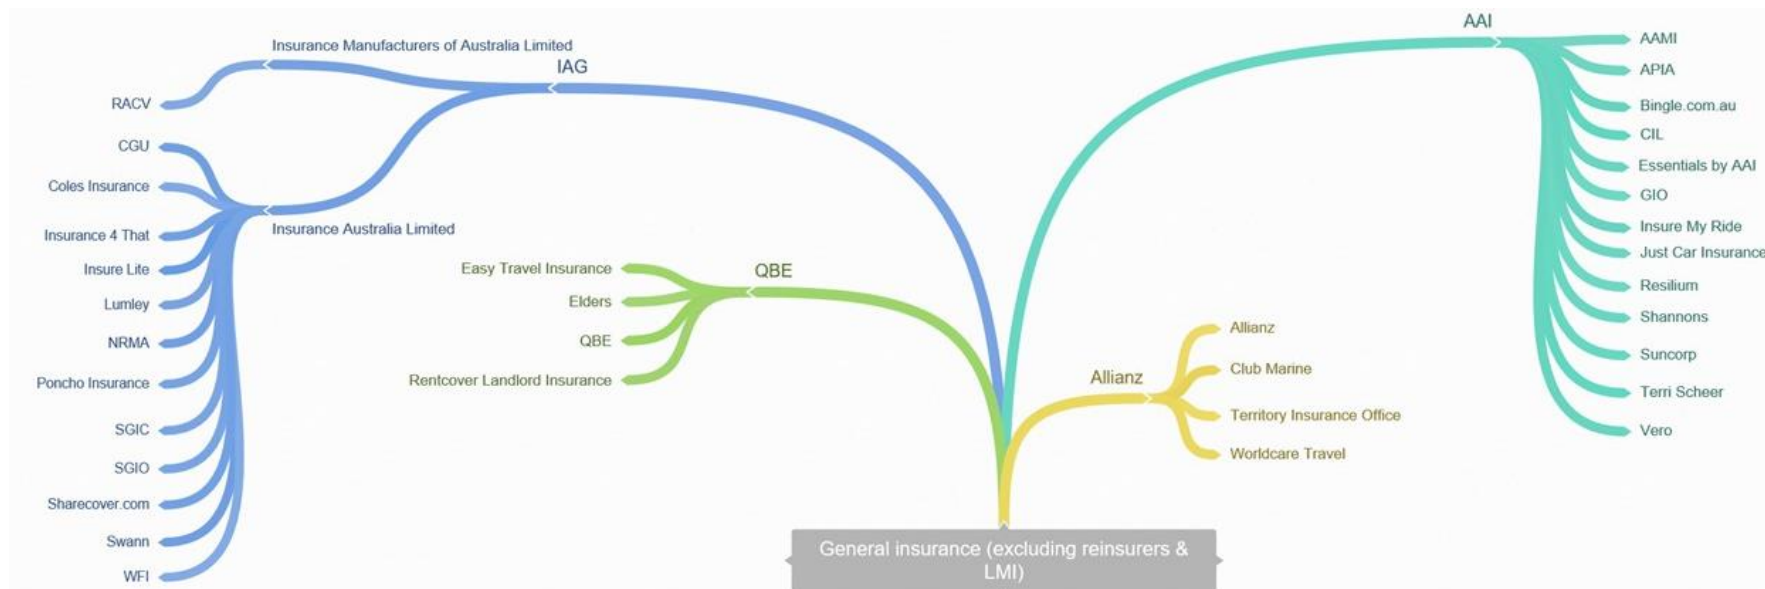 AAI
Insurance Manufacturers of Australia Limited
IAG
RACV
CGU
Coles Insurance
Insurance 4 That
Insure Lite
Lumley
NRMA
Poncho Insurance
SGIC
SGIO
Sharecover.com
Swann
WFI
Insurance Australia Limited
QBE
Easy Travel Insurance
Elders
QBE
Rentcover Landlord Insurance
Allianz
Allianz
Club Marine
Territory Insurance Office
Worldcare Travel
AAMI
APIA
Bingle.com.au
CIL
Essentials by AAI
GIO
Insure My Ride
Just Car Insurance
Resilium
Shannons
Suncorp
Terri Scheer
Vero
General insurance (excluding reinsurers &
LMI)